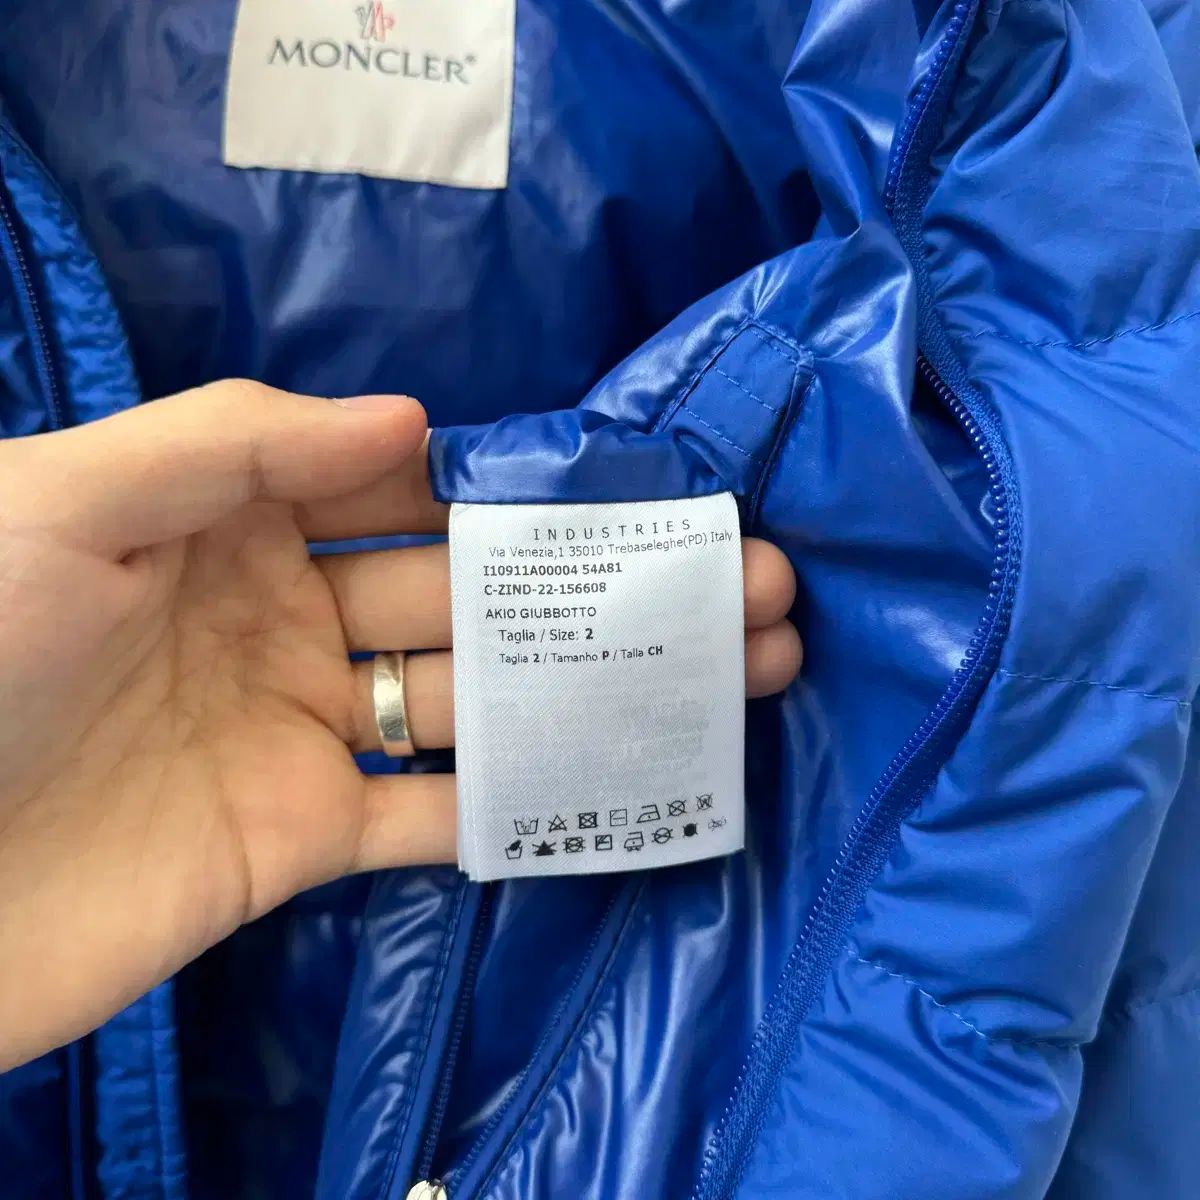 MONCLER®
INDUSTRIES
Via Venezia,1 35010 Trebaseleghe(PD) Italy
I10911A00004 54A81
C-ZIND-22-156608
AKIO GIUBBOTTO
Taglia / Size: 2
Taglia 2 / Tamanho P / Talla CH